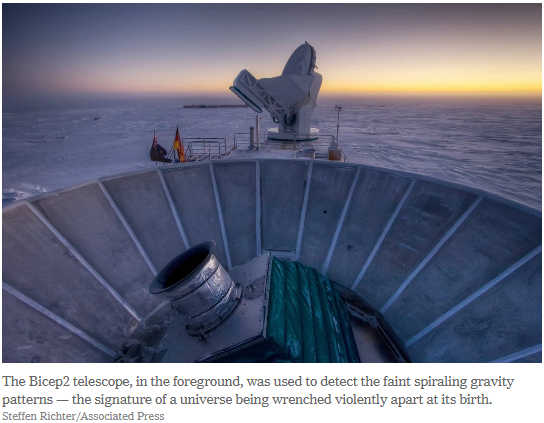 The Bicep2 telescope, in the foreground, was used to detect the faint spiraling gravity
patterns — the signature of a universe being wrenched violently apart at its birth.
Steffen Richter/Associated Press